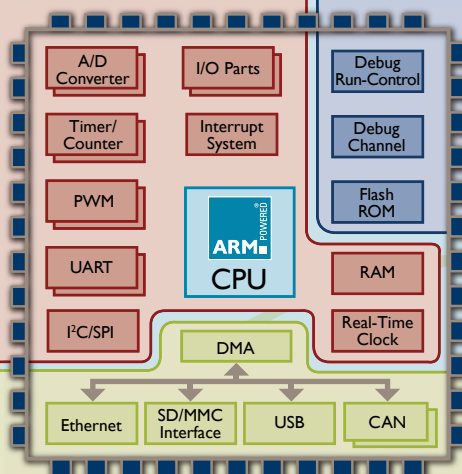 A/D
Converter
I/O Parts
Debug
Run-Control
Timer/
Counter
Interrupt
System
Debug
Channel
PWM
ARM
POWERED
®
CPU
Flash
ROM
UART
RAM
I²C/SPI
DMA
Real-Time
Clock
Ethernet
SD/MMC
Interface
USB
CAN